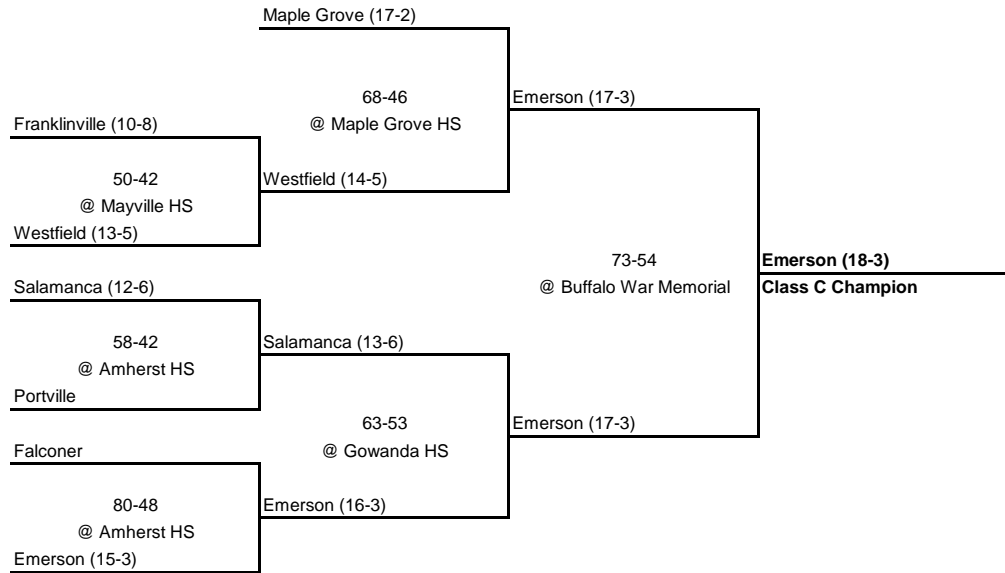 Maple Grove (17-2)
68-46
@ Maple Grove HS
Emerson (17-3)
Franklinville (10-8)
50-42
@ Mayville HS
Westfield (14-5)
Westfield (13-5)
73-54
@ Buffalo War Memorial
Emerson (18-3)
Class C Champion
Salamanca (12-6)
58-42
@ Amherst HS
Salamanca (13-6)
Portville
63-53
@ Gowanda HS
Emerson (17-3)
Falconer
80-48
@ Amherst HS
Emerson (16-3)
Emerson (15-3)